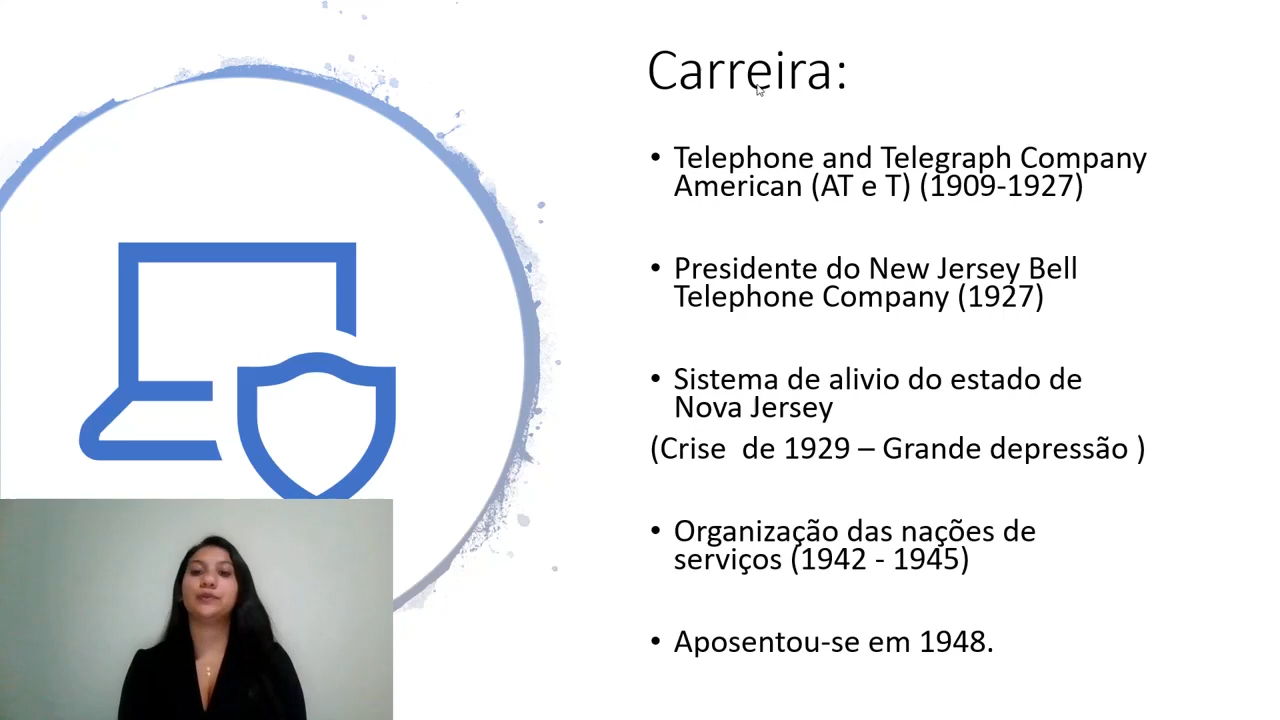 Carreira:
• Telephone and Telegraph Company
American (AT e T) (1909-1927)
• Presidente do New Jersey Bell
Telephone Company (1927)
• Sistema de alivio do estado de
Nova Jersey
(Crise  de 1929 – Grande depressão )
• Organização das nações de
serviços (1942 - 1945)
• Aposentou-se em 1948.